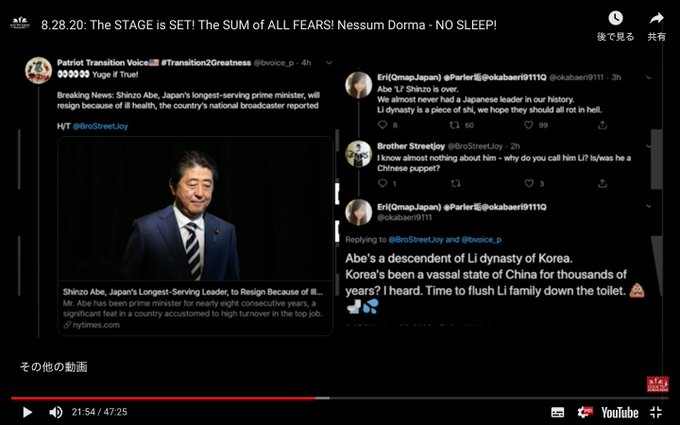 8.28.20: The STAGE is SET! The SUM of ALL FEARS! Nessum Dorma - NO SLEEP!
後で見る
共有
Patriot Transition Voice🇺🇸 #Transition2Greatness @bvoice_p · 4h
👀👀👀👀 Yuge if True!
Breaking News: Shinzo Abe, Japan's longest-serving prime minister, will
resign because of ill health, the country's national broadcaster reported
H/T @BroStreetJoy
Shinzo Abe, Japan's Longest-Serving Leader, to Resign Because of Ill...
Mr. Abe has been prime minister for nearly eight consecutive years, a
significant feat in a country accustomed to high turnover in the top job.
nytimes.com
Eri(QmapJapan) @Parler垢@okabaeri9111Q @okabaeri9111 · 3h
Abe 'Li' Shinzo is over.
We almost never had a Japanese leader in our history.
Li dynasty is a piece of shi, we hope they should all rot in hell.
8 60 99
Brother Streetjoy @BroStreetJoy · 2h
I know almost nothing about him - why do you call him Li? Is/was he a
Ch!nese puppet?
1 3
Eri(QmapJapan) @Parler垢@okabaeri9111Q
@okabaeri9111
Replying to @BroStreetJoy and @bvoice_p
Abe's a descendent of Li dynasty of Korea.
Korea's been a vassal state of China for thousands of
years? I heard. Time to flush Li family down the toilet. 💩
🚽💦
その他の動画
21:54 / 47:25
HD
YouTube